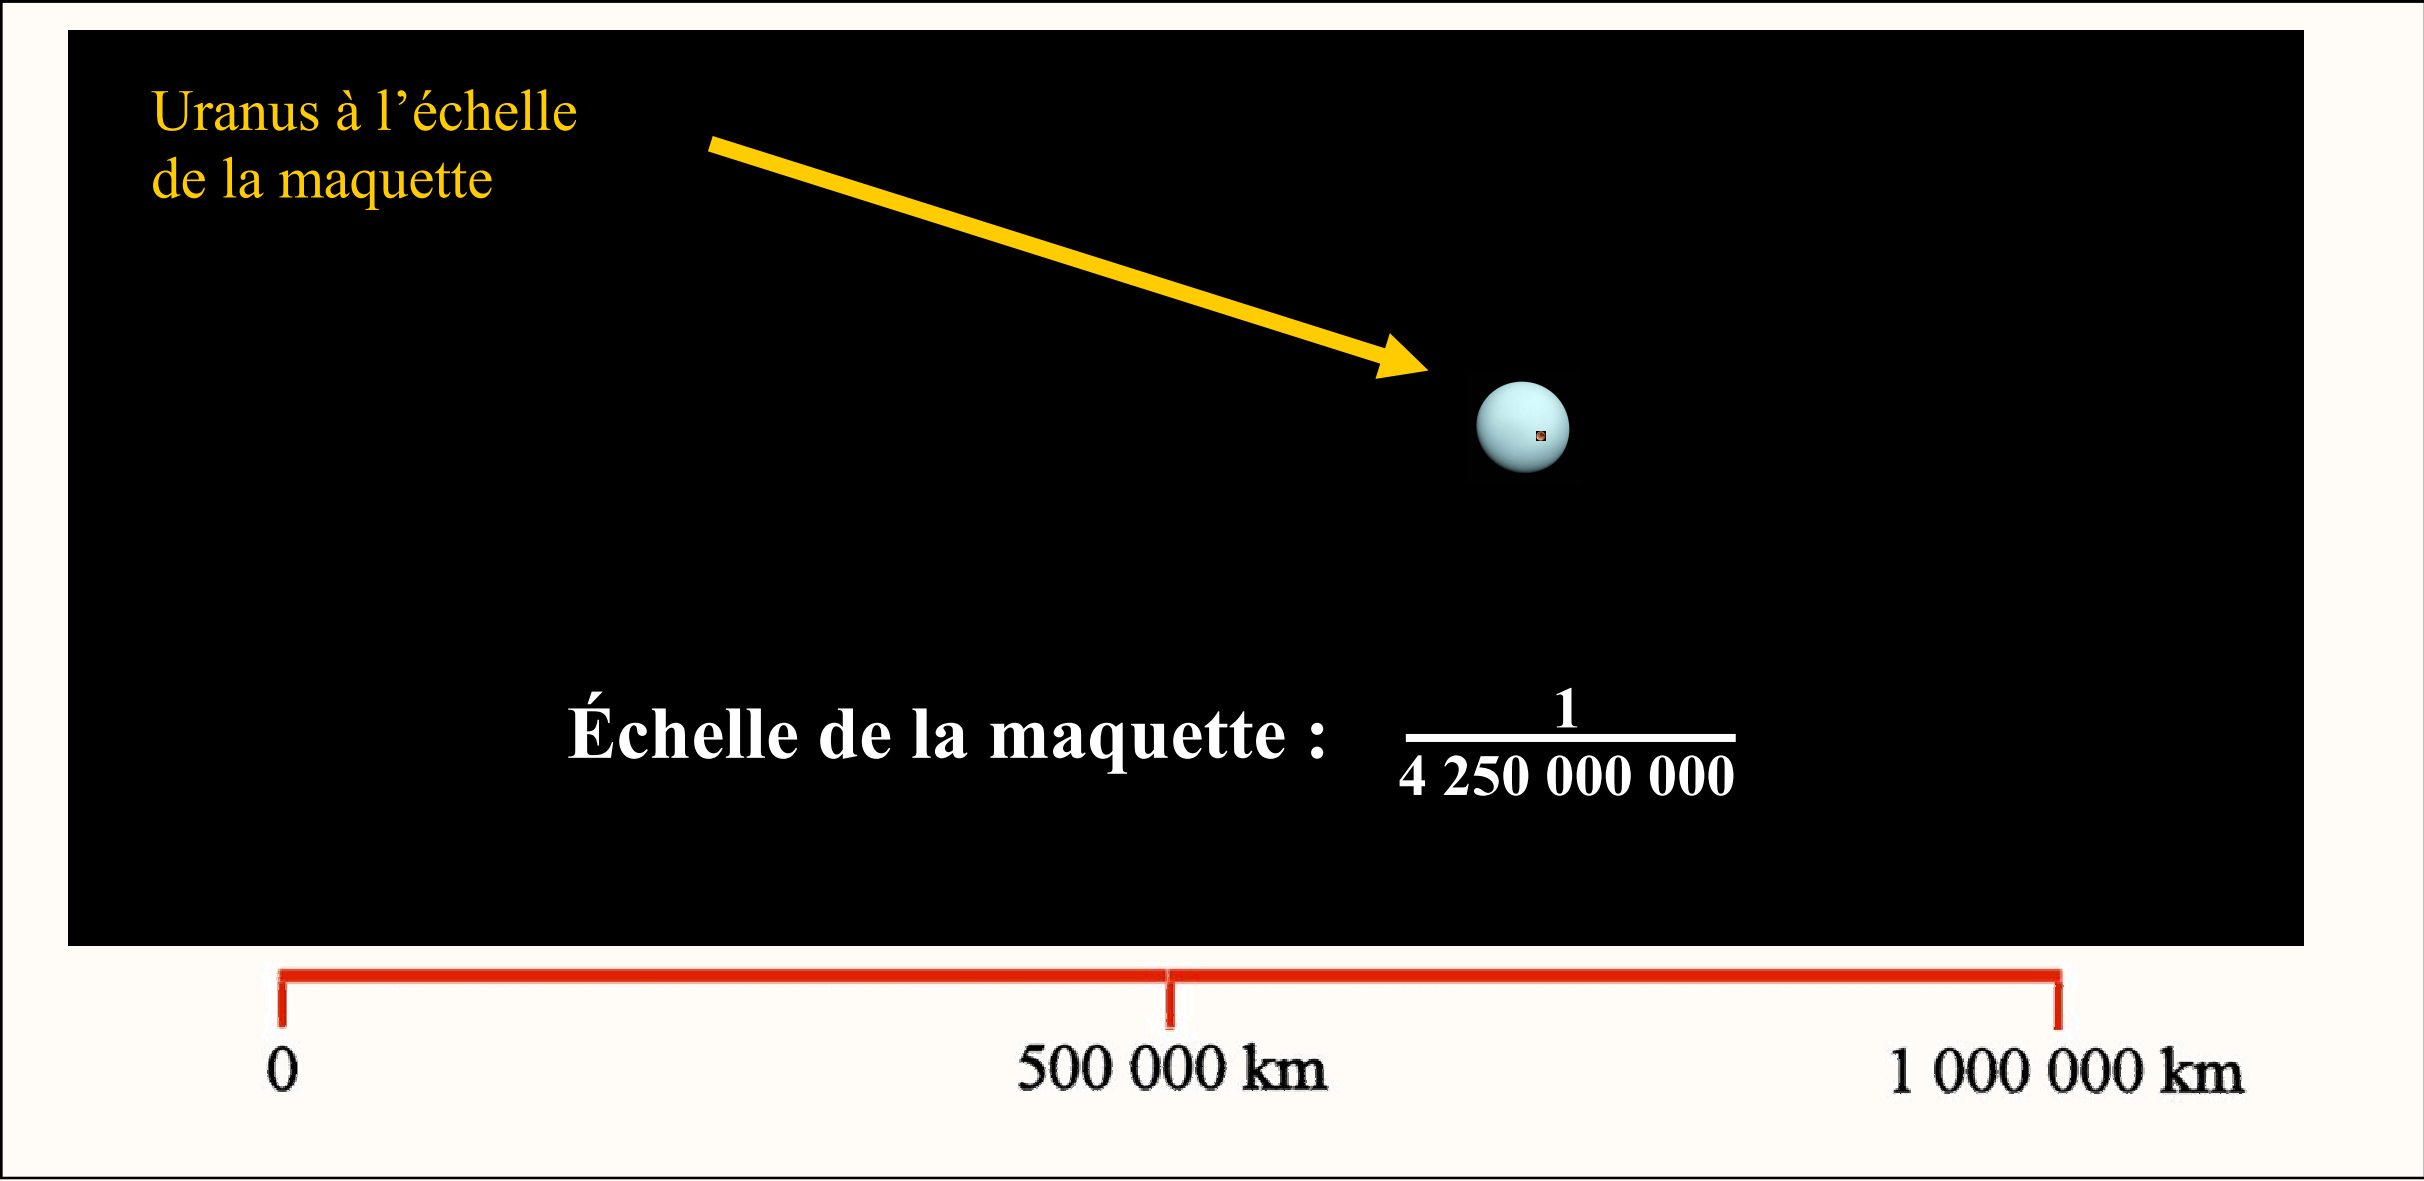 Uranus à l’échelle
de la maquette
Échelle de la maquette :
1
4 250 000 000
0
500 000 km
1 000 000 km